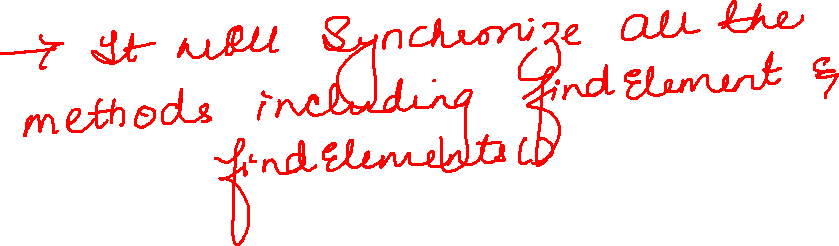 → It will Synchronize all the
methods including findElement &
findElements()